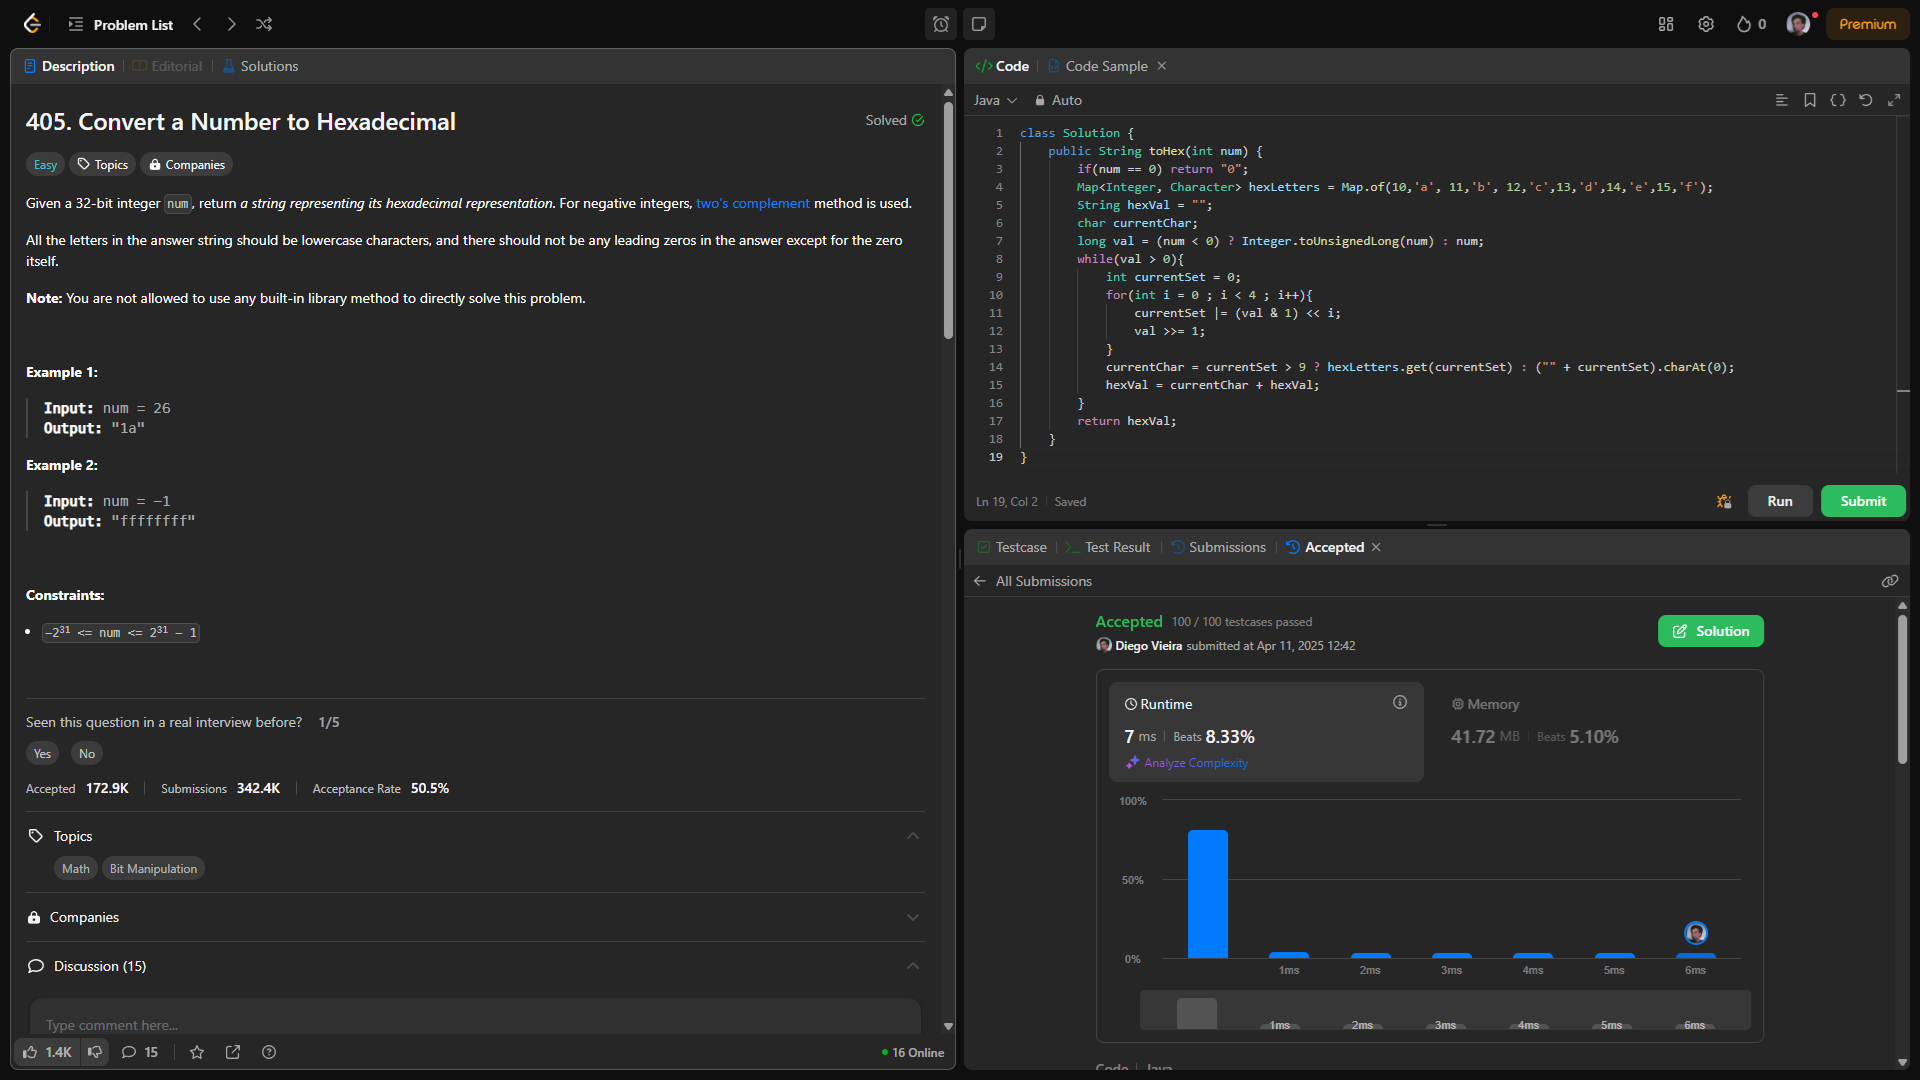 Problem List
0
Premium
Description
Editorial
Solutions
405. Convert a Number to Hexadecimal
Solved
Easy
Topics
Companies
Given a 32-bit integer num, return a string representing its hexadecimal representation. For negative integers, two's complement method is used.
All the letters in the answer string should be lowercase characters, and there should not be any leading zeros in the answer except for the zero
itself.
Note: You are not allowed to use any built-in library method to directly solve this problem.
Example 1:
Input: num = 26
Output: "1a"
Example 2:
Input: num = -1
Output: "ffffffff"
Constraints:
-2^31 <= num <= 2^31 - 1
Seen this question in a real interview before? 1/5
Yes
No
Accepted 172.9K
Submissions 342.4K
Acceptance Rate 50.5%
Topics
Math
Bit Manipulation
Companies
Discussion (15)
Type comment here...
1.4K
15
16 Online
</> Code
Code Sample
Java
Auto
1 class Solution {
2 public String toHex(int num) {
3 if(num == 0) return "0";
4 Map<Integer, Character> hexLetters = Map.of(10,'a', 11,'b', 12,'c',13,'d',14,'e',15,'f');
5 String hexVal = "";
6 char currentChar;
7 long val = (num < 0) ? Integer.toUnsignedLong(num) : num;
8 while(val > 0){
9 int currentSet = 0;
10 for(int i = 0 ; i < 4 ; i++){
11 currentSet |= (val & 1) << i;
12 val >>= 1;
13 }
14 currentChar = currentSet > 9 ? hexLetters.get(currentSet) : ("" + currentSet).charAt(0);
15 hexVal = currentChar + hexVal;
16 }
17 return hexVal;
18 }
19 }
Ln 19, Col 2
Saved
Run
Submit
Testcase
Test Result
Submissions
Accepted
All Submissions
Accepted 100 / 100 testcases passed
Diego Vieira submitted at Apr 11, 2025 12:42
Solution
Runtime
7 ms
Beats 8.33%
Analyze Complexity
Memory
41.72 MB
Beats 5.10%
100%
50%
0%
1ms 2ms 3ms 4ms 5ms 6ms
1ms 2ms 3ms 4ms 5ms 6ms
Code
Java